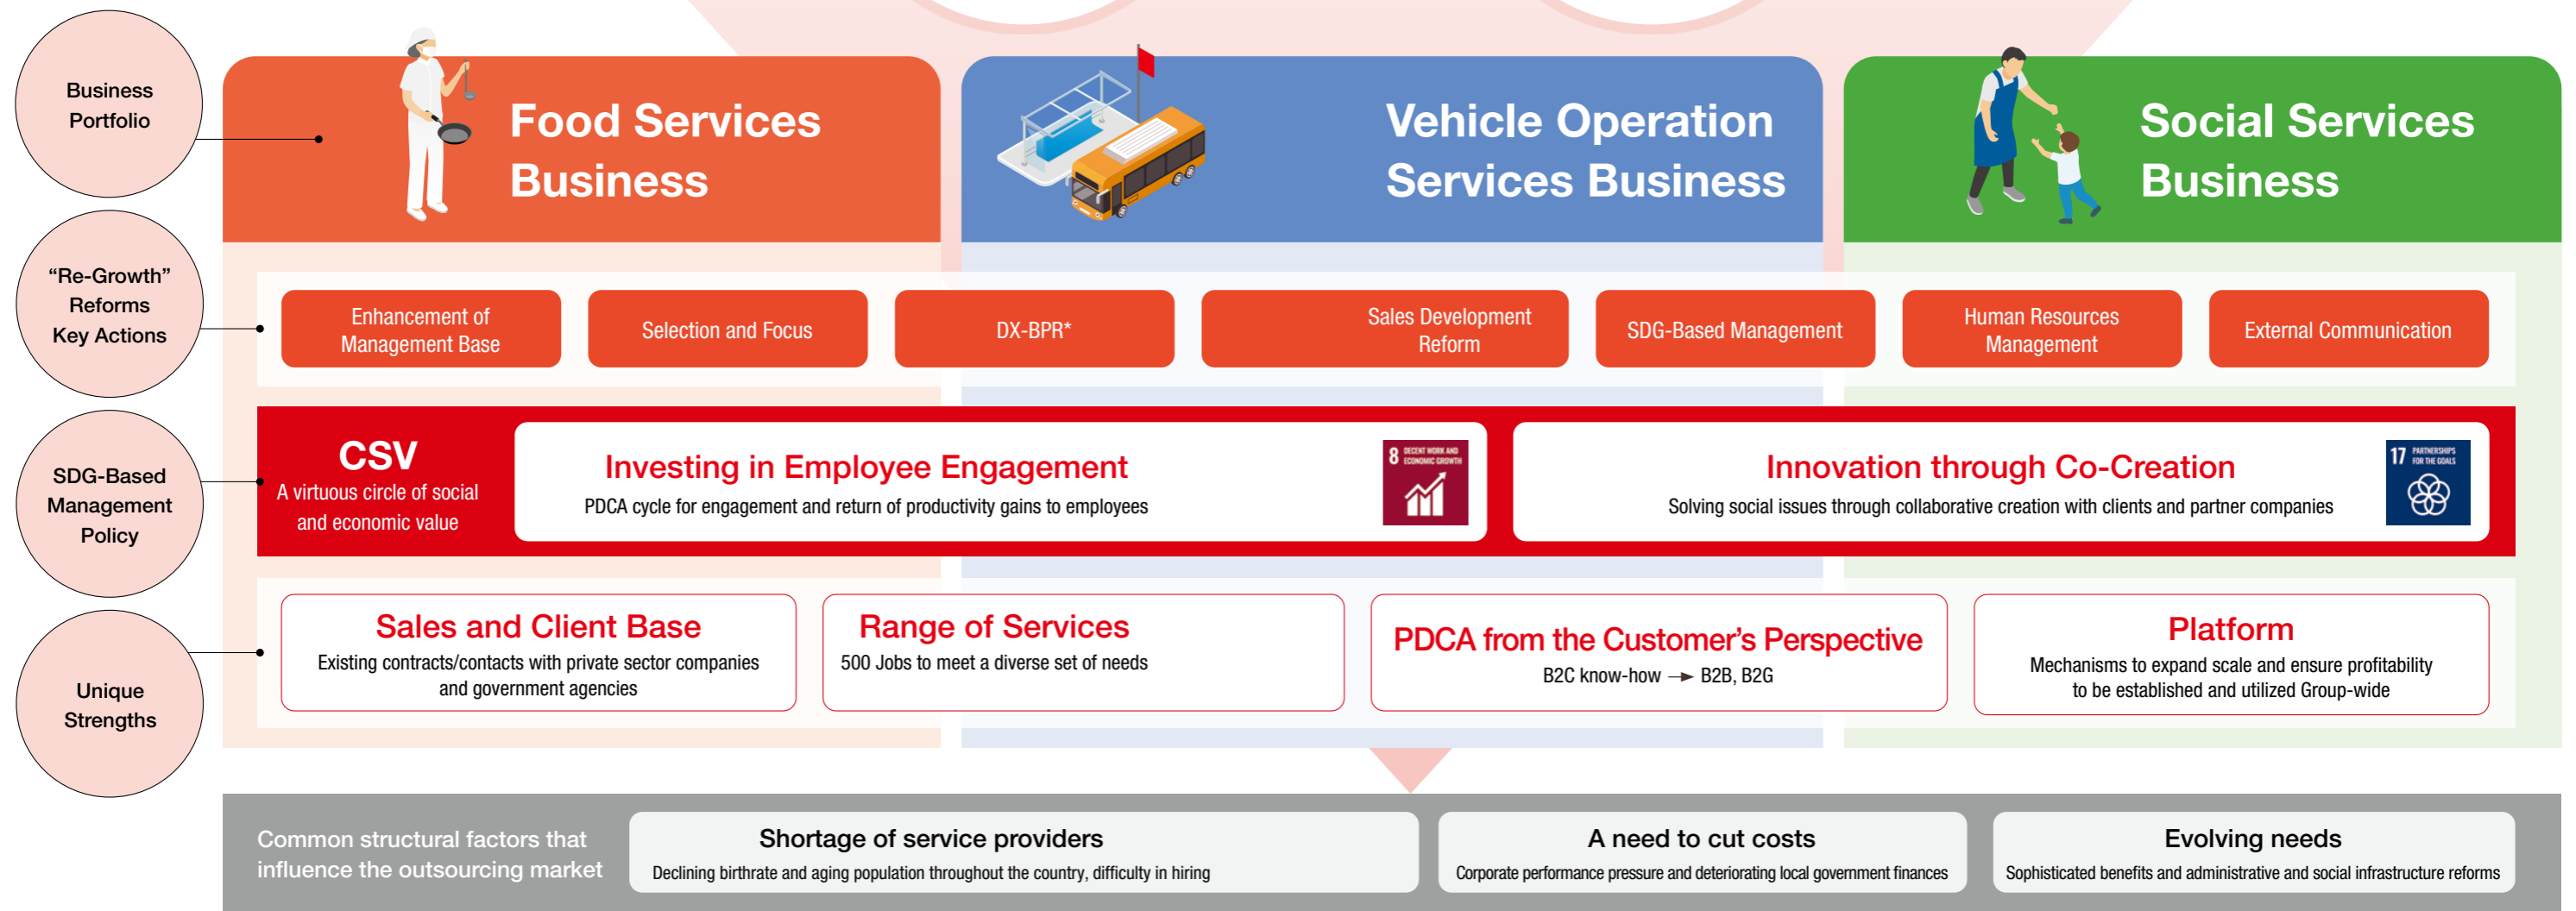 Business
Portfolio
Food Services
Business
Vehicle Operation
Services Business
Social Services
Business
“Re-Growth”
Reforms
Key Actions
Enhancement of
Management Base
Selection and Focus
DX-BPR*
Sales Development
Reform
SDG-Based Management
Human Resources
Management
External Communication
SDG-Based
Management
Policy
CSV
A virtuous circle of social
and economic value
Investing in Employee Engagement
PDCA cycle for engagement and return of productivity gains to employees
8 DECENT WORK AND
ECONOMIC GROWTH
Innovation through Co-Creation
Solving social issues through collaborative creation with clients and partner companies
17 PARTNERSHIPS
FOR THE GOALS
Unique
Strengths
Sales and Client Base
Existing contracts/contacts with private sector companies
and government agencies
Range of Services
500 Jobs to meet a diverse set of needs
PDCA from the Customer’s Perspective
B2C know-how → B2B, B2G
Platform
Mechanisms to expand scale and ensure profitability
to be established and utilized Group-wide
Common structural factors that
influence the outsourcing market
Shortage of service providers
Declining birthrate and aging population throughout the country, difficulty in hiring
A need to cut costs
Corporate performance pressure and deteriorating local government finances
Evolving needs
Sophisticated benefits and administrative and social infrastructure reforms